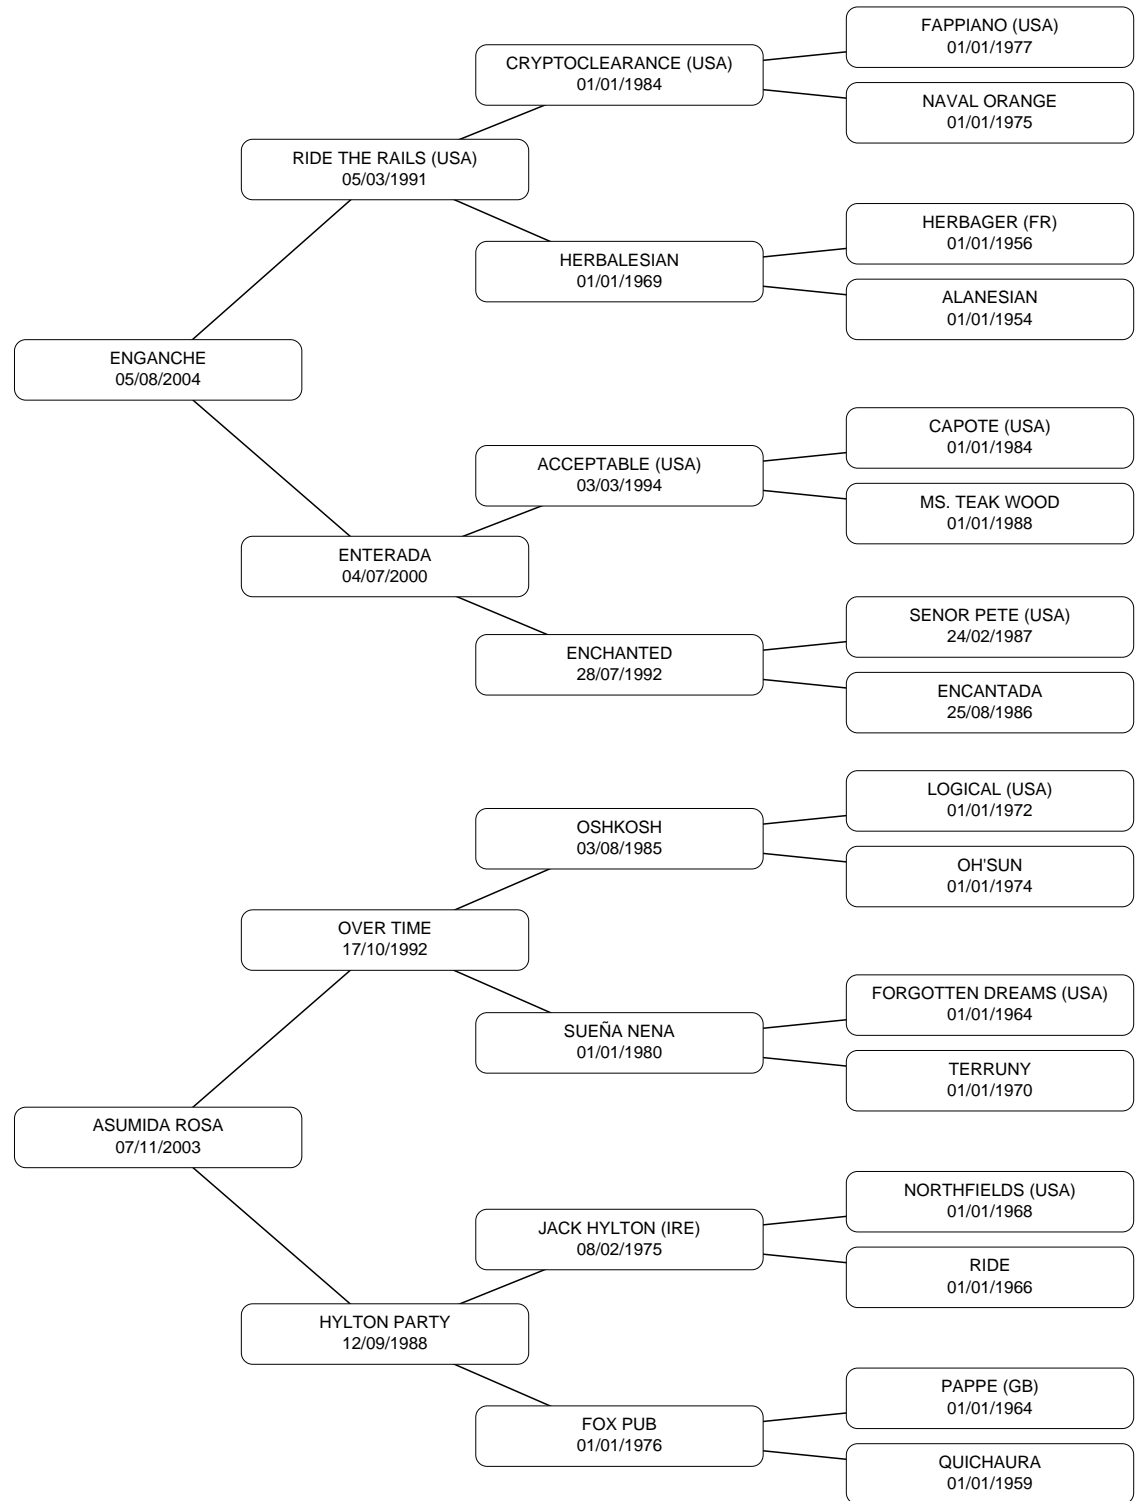 FAPPIANO (USA)
01/01/1977
CRYPTOCLEARANCE (USA)
01/01/1984
NAVAL ORANGE
01/01/1975
RIDE THE RAILS (USA)
05/03/1991
HERBAGER (FR)
01/01/1956
HERBALESIAN
01/01/1969
ALANESIAN
01/01/1954
ENGANCHE
05/08/2004
CAPOTE (USA)
01/01/1984
ACCEPTABLE (USA)
03/03/1994
MS. TEAK WOOD
01/01/1988
ENTERADA
04/07/2000
SENOR PETE (USA)
24/02/1987
ENCHANTED
28/07/1992
ENCANTADA
25/08/1986
LOGICAL (USA)
01/01/1972
OSHKOSH
03/08/1985
OH'SUN
01/01/1974
OVER TIME
17/10/1992
FORGOTTEN DREAMS (USA)
01/01/1964
SUEÑA NENA
01/01/1980
TERRUNY
01/01/1970
ASUMIDA ROSA
07/11/2003
NORTHFIELDS (USA)
01/01/1968
JACK HYLTON (IRE)
08/02/1975
RIDE
01/01/1966
HYLTON PARTY
12/09/1988
PAPPE (GB)
01/01/1964
FOX PUB
01/01/1976
QUICHAURA
01/01/1959